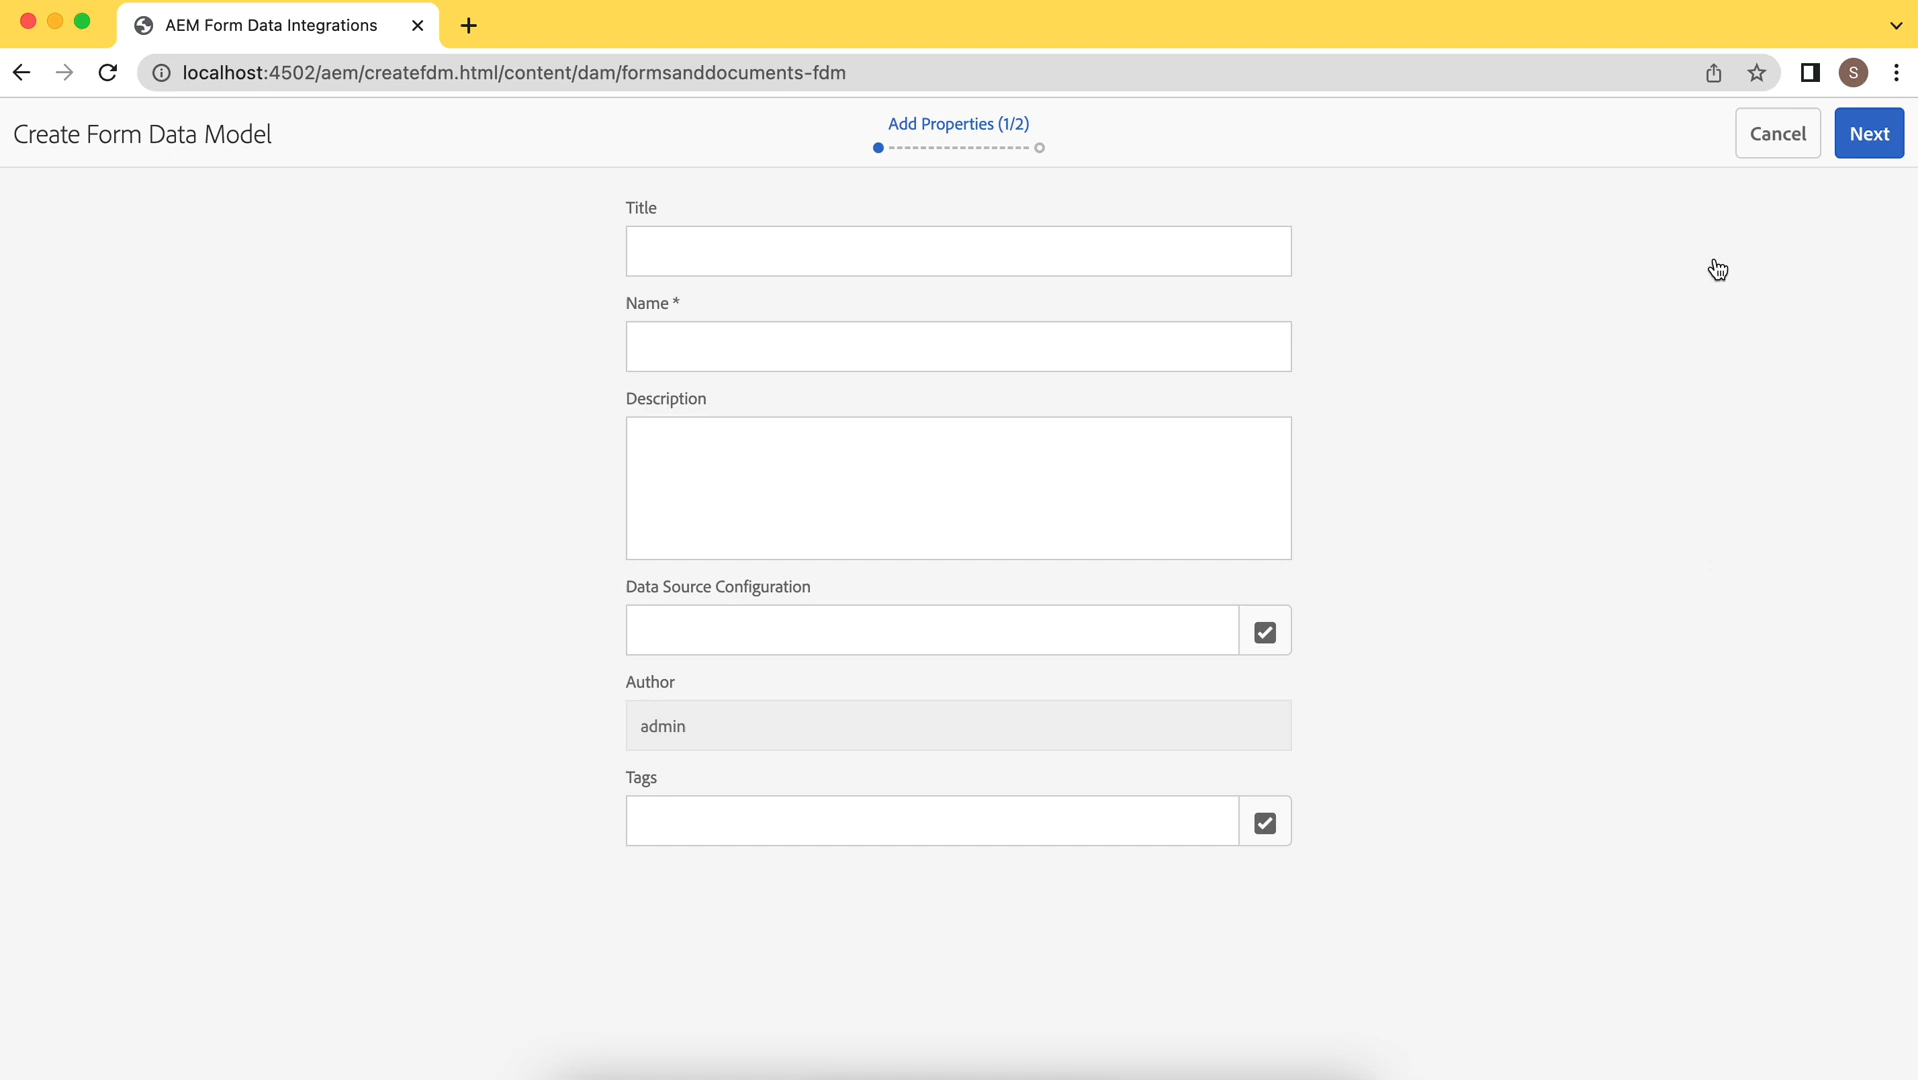 AEM Form Data Integrations
localhost:4502/aem/createfdm.html/content/dam/formsanddocuments-fdm
S
Create Form Data Model
Add Properties (1/2)
Cancel
Next
Title
Name *
Description
Data Source Configuration
Author
admin
Tags